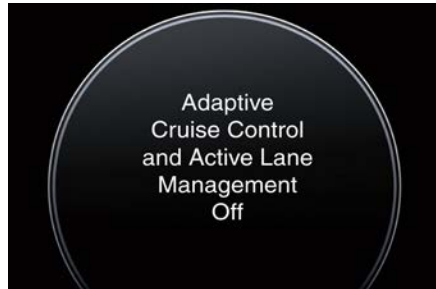 Adaptive
Cruise Control
and Active Lane
Management
Off